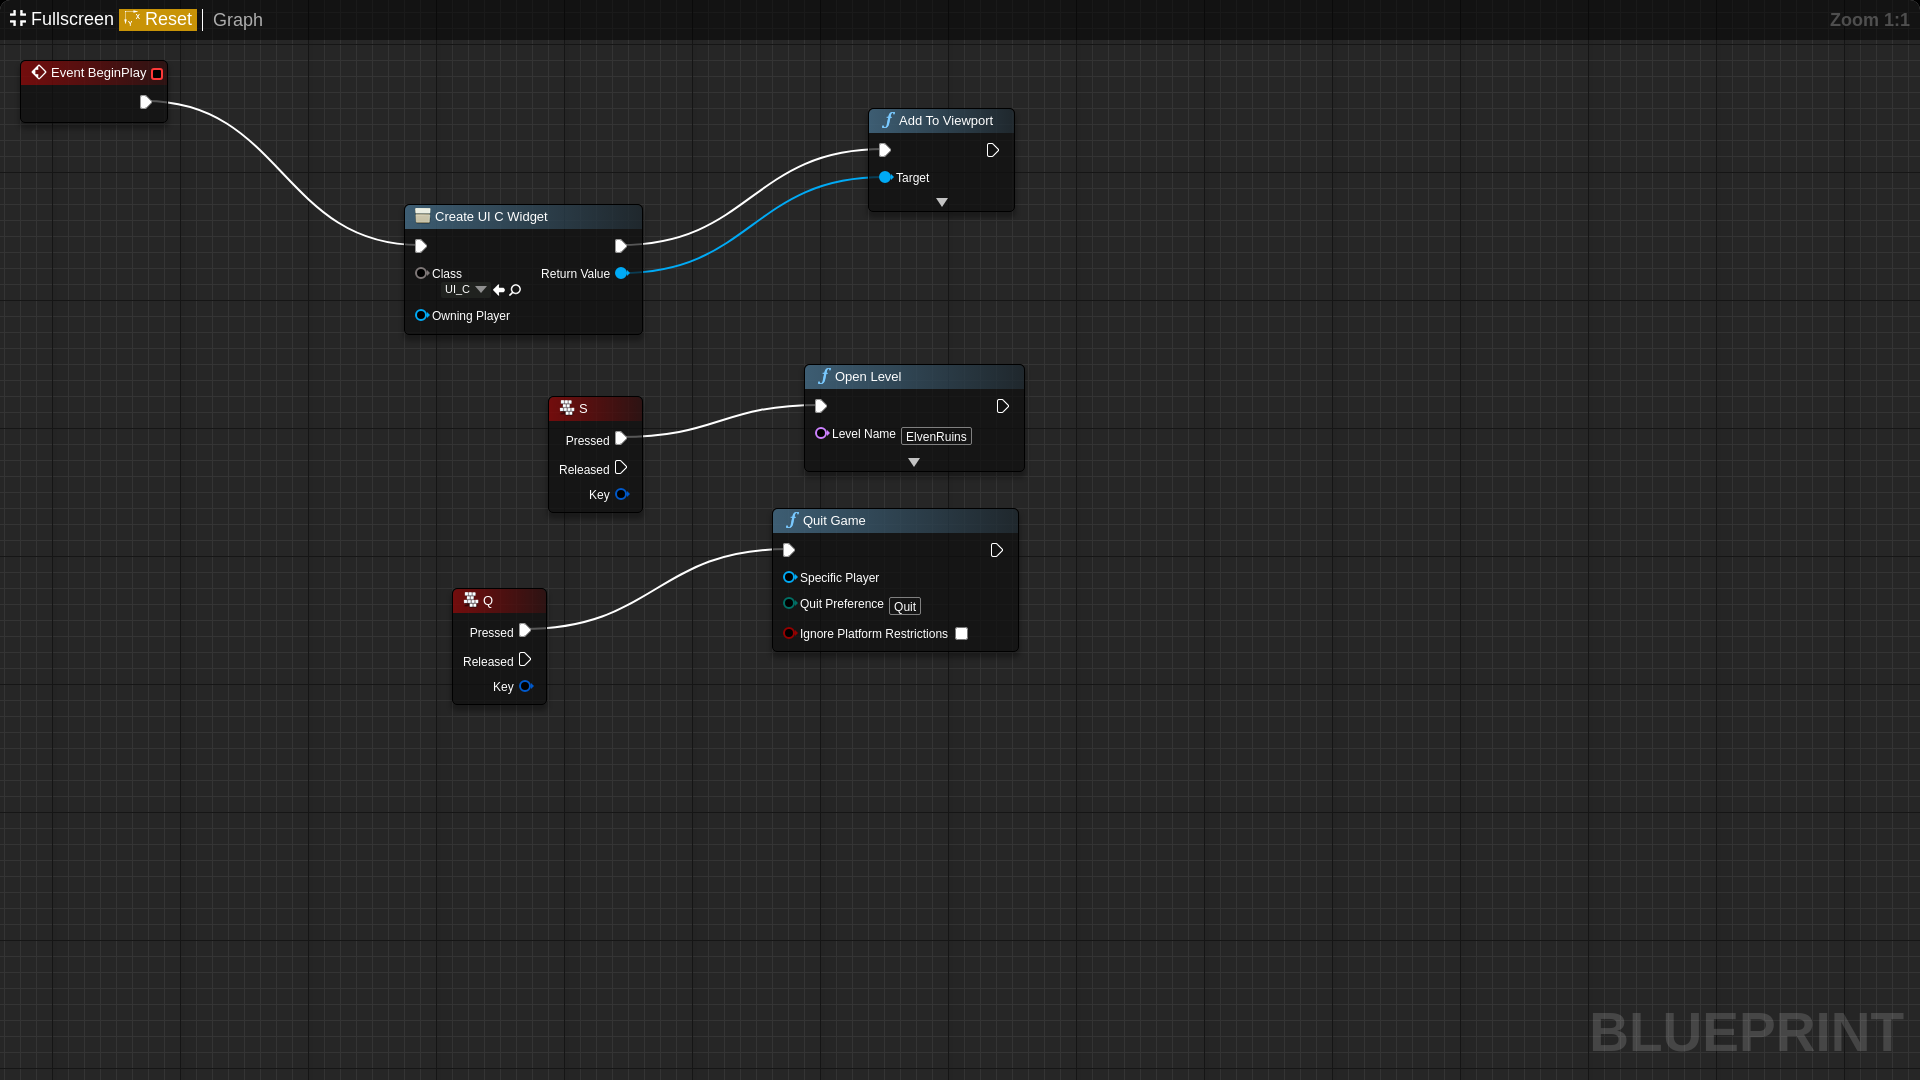 Fullscreen Reset Graph Zoom 1:1
Event BeginPlay
Add To Viewport
Target
Create UI C Widget
Class Return Value
UI_C
Owning Player
Open Level
Level Name ElvenRuins
S
Pressed
Released
Key
Quit Game
Specific Player
Quit Preference Quit
Ignore Platform Restrictions
Q
Pressed
Released
Key
BLUEPRINT